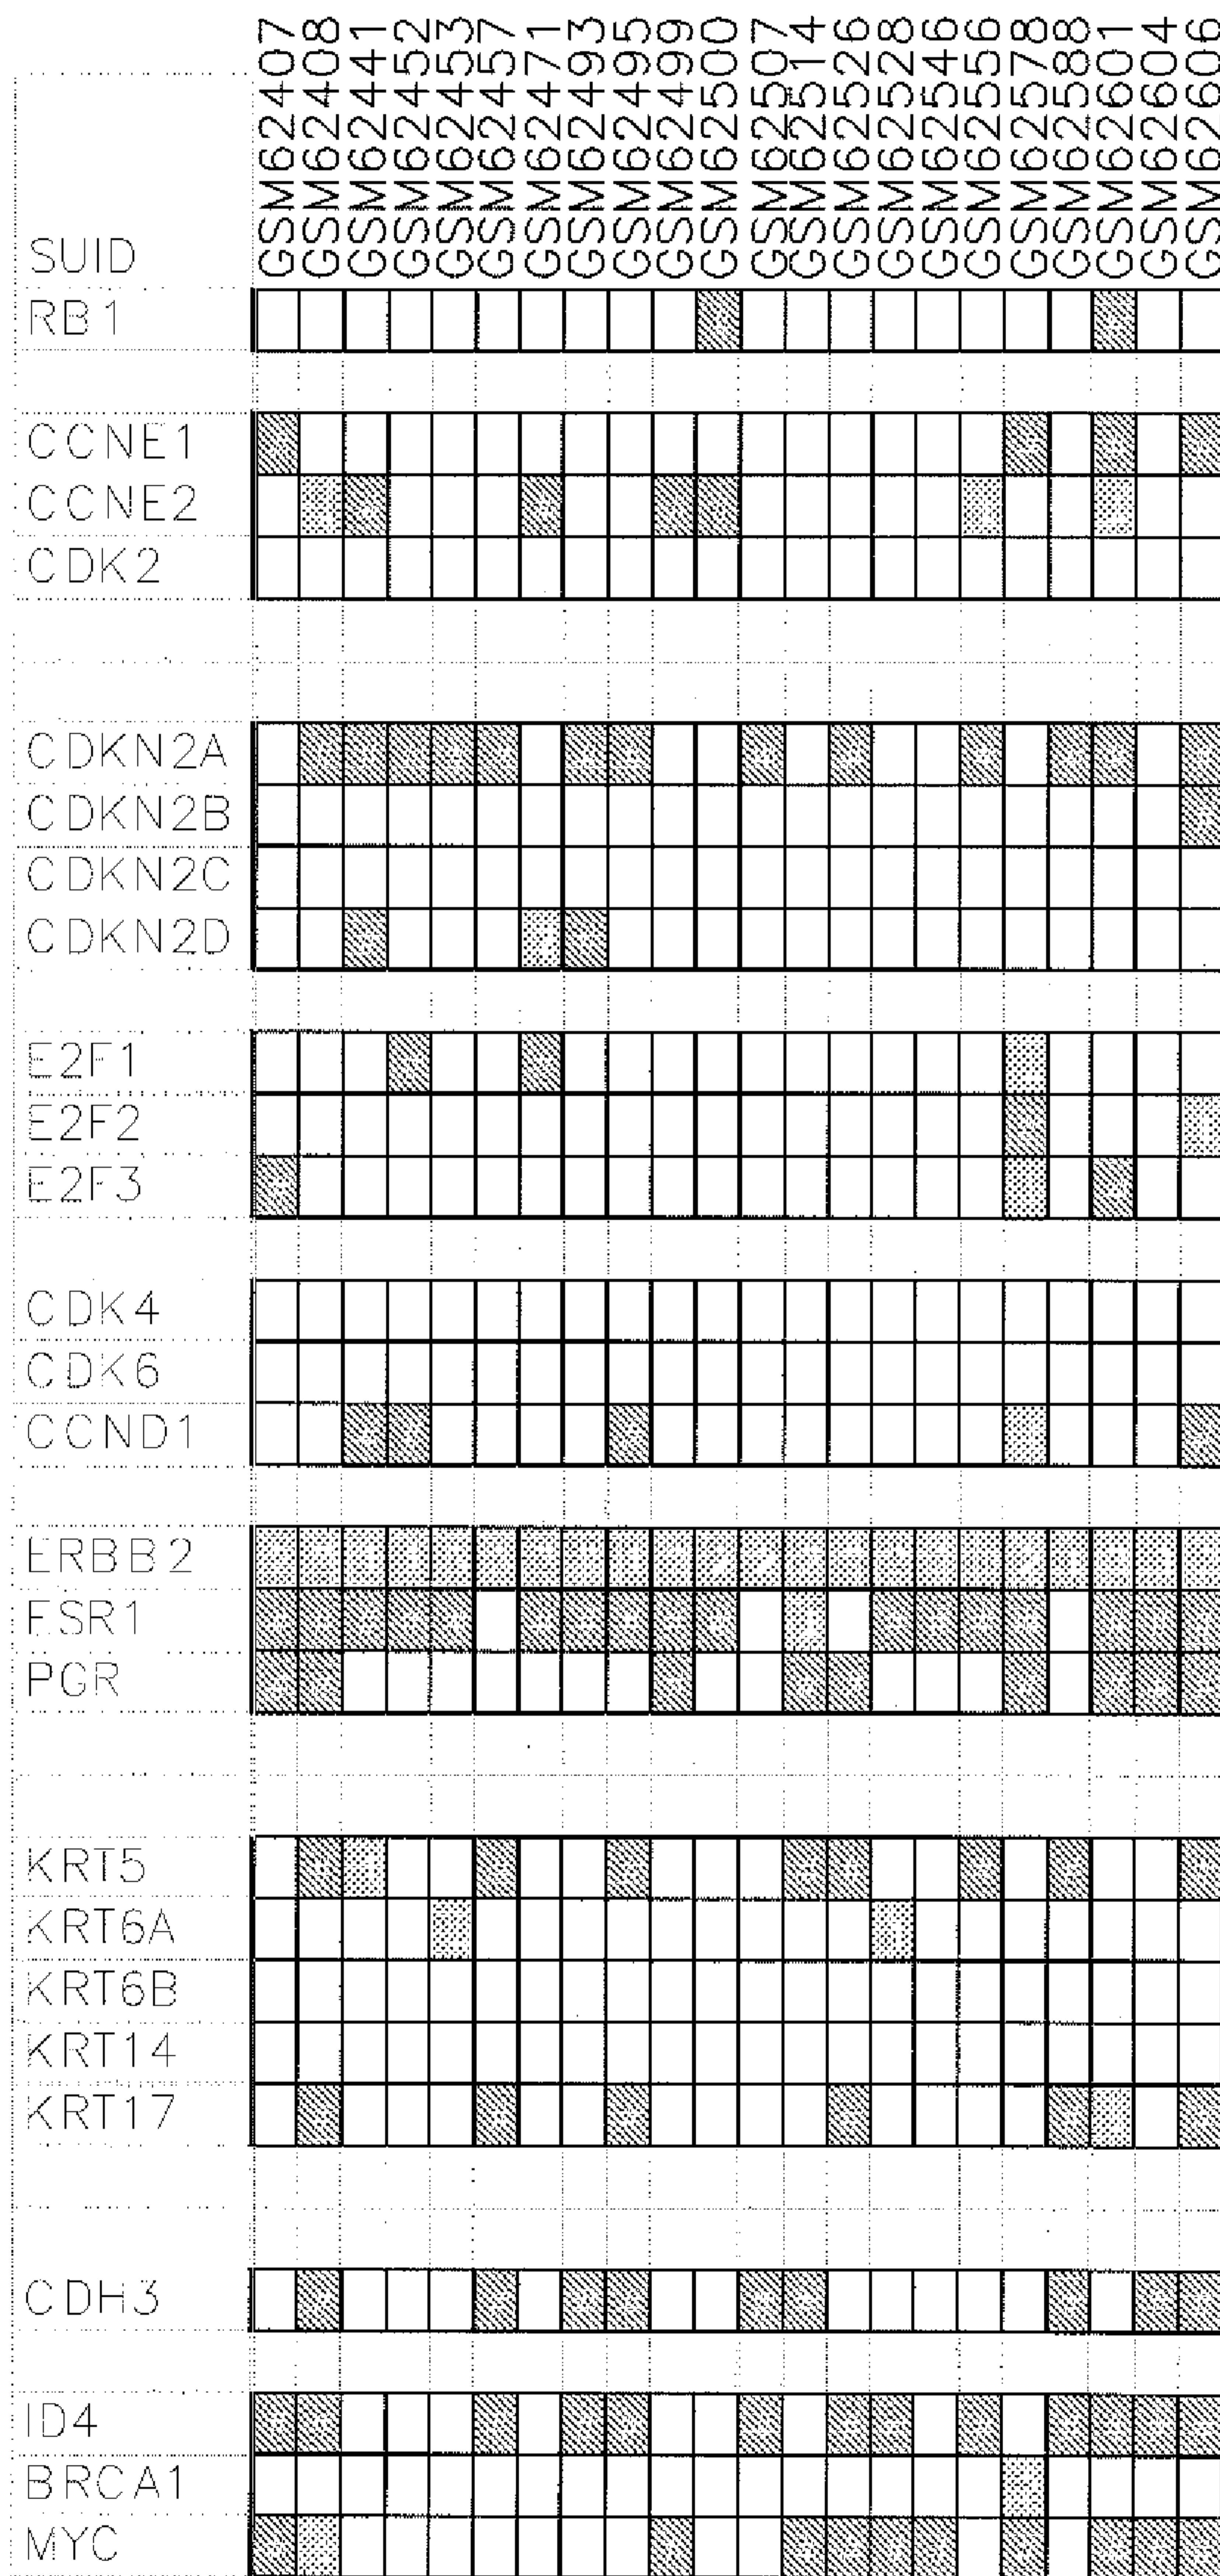 SUID
GSM62407
GSM62408
GSM62441
GSM62452
GSM62453
GSM62457
GSM62471
GSM62493
GSM62495
GSM62499
GSM62500
GSM62507
GSM62514
GSM62526
GSM62528
GSM62546
GSM62556
GSM62578
GSM62588
GSM62601
GSM62604
GSM62606
RB1
CCNE1
CCNE2
CDK2
CDKN2A
CDKN2B
CDKN2C
CDKN2D
E2F1
E2F2
E2F3
CDK4
CDK6
CCND1
ERBB2
ESR1
PGR
KRT5
KRT6A
KRT6B
KRT14
KRT17
CDH3
ID4
BRCA1
MYC